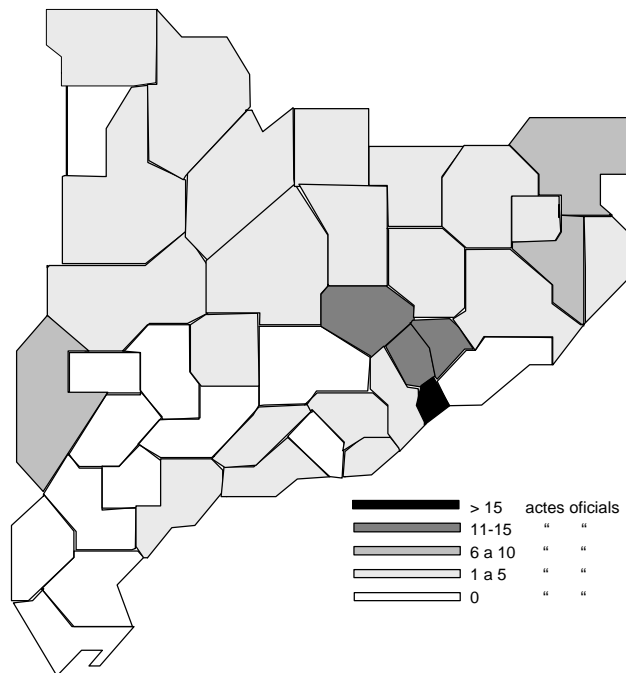 > 15 actes oficials
11-15 “ “
6 a 10 “ “
1 a 5 “ “
0 “ “